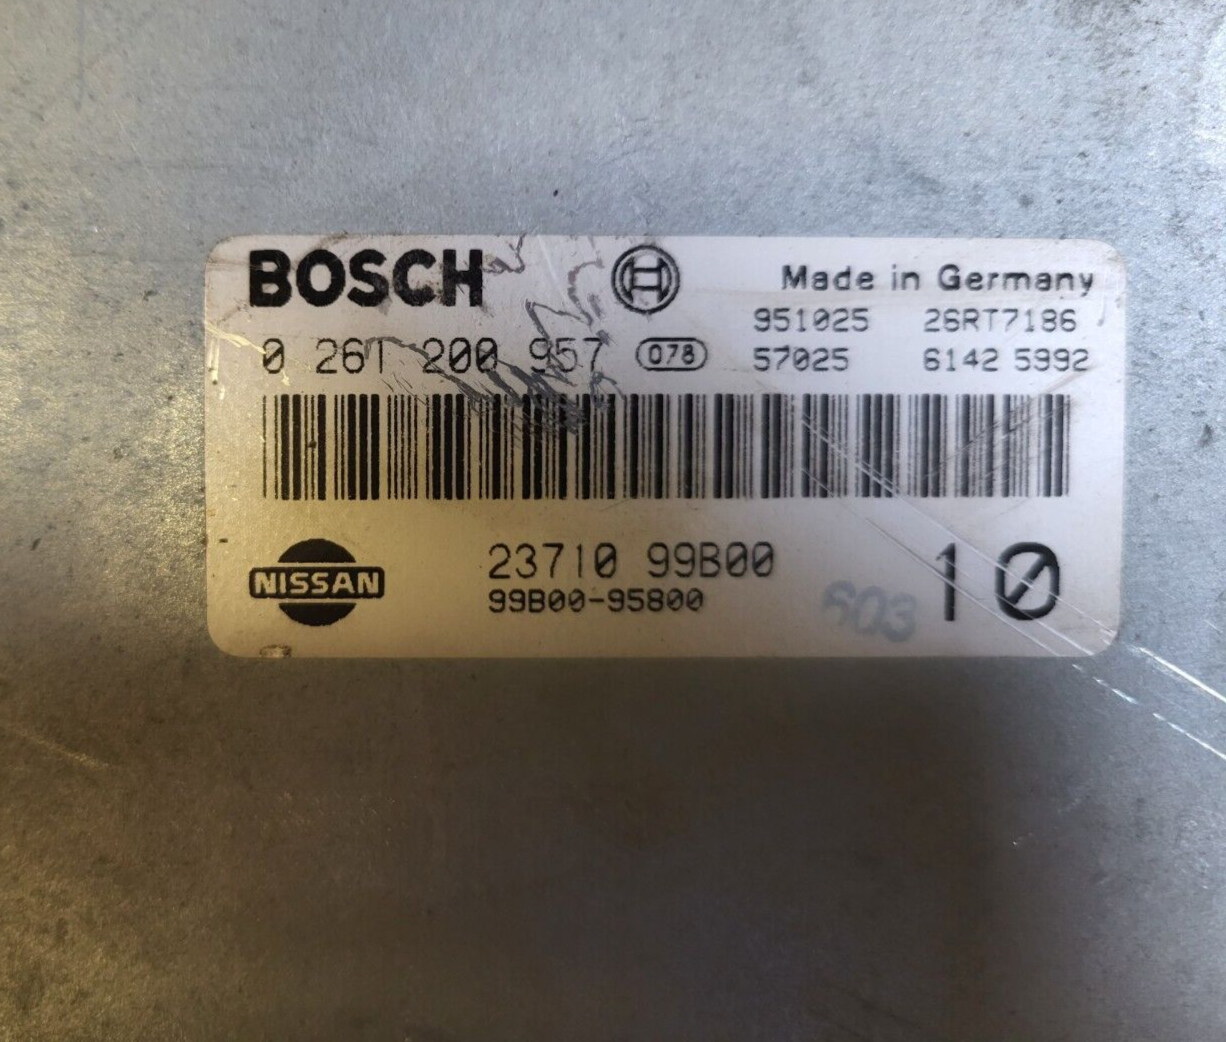 BOSCH
Made in Germany
951025 26RT7186
0 261 200 957 078 57025 6142 5992
NISSAN
23710 99B00
99B00-95800
603
10